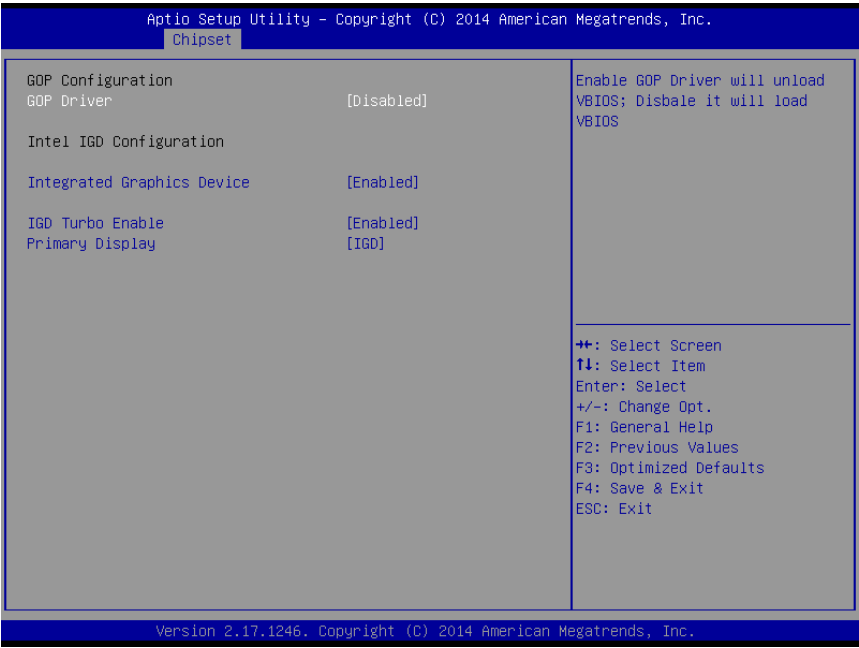 Aptio Setup Utility – Copyright (C) 2014 American Megatrends, Inc.
Chipset
GOP Configuration
GOP Driver [Disabled]
Intel IGD Configuration
Integrated Graphics Device [Enabled]
IGD Turbo Enable [Enabled]
Primary Display [IGD]
Enable GOP Driver will unload
VBIOS; Disbale it will load
VBIOS
→←: Select Screen
↑↓: Select Item
Enter: Select
+/-: Change Opt.
F1: General Help
F2: Previous Values
F3: Optimized Defaults
F4: Save & Exit
ESC: Exit
Version 2.17.1246. Copyright (C) 2014 American Megatrends, Inc.